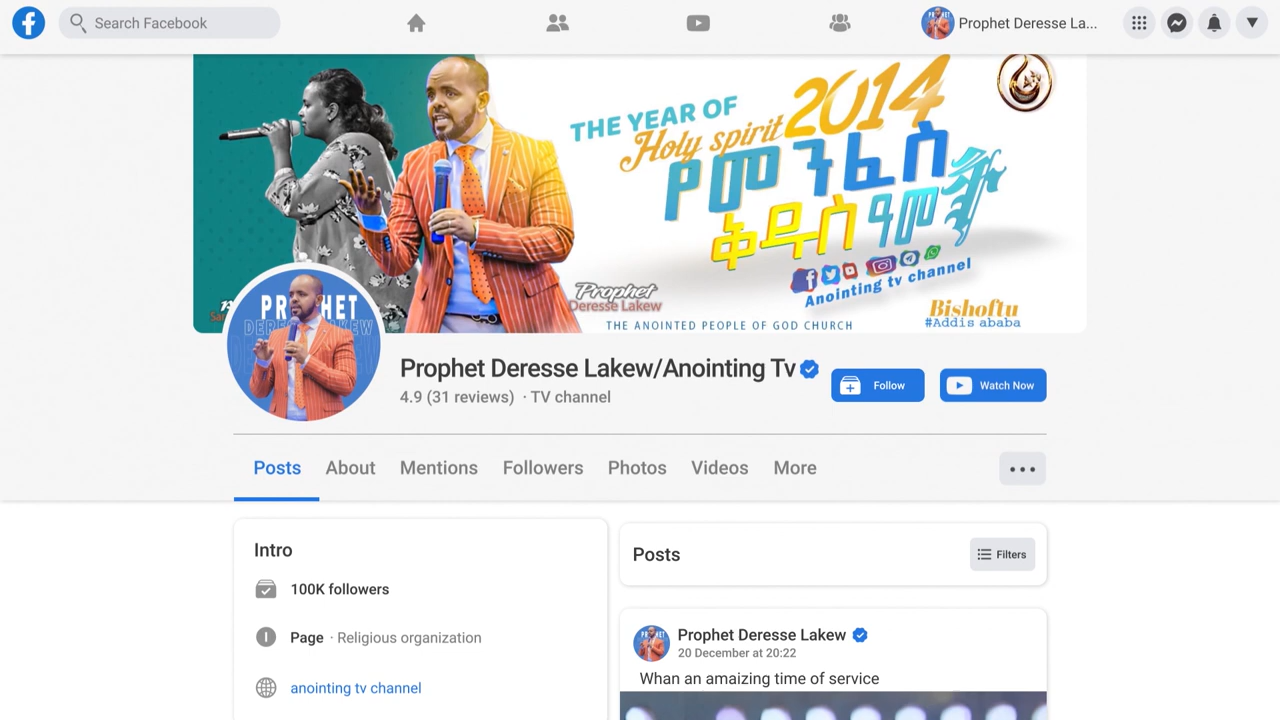 Search Facebook
Prophet Deresse La...
THE YEAR OF
Holy spirit 2014
የመንፈስ
ቅዱስ ዓመት
Anointing tv channel
Prophet
Deresse Lakew
THE ANOINTED PEOPLE OF GOD CHURCH
Bishoftu
#Addis ababa
PROPHET
DERESSE LAKEW
Prophet Deresse Lakew/Anointing Tv
4.9 (31 reviews) · TV channel
Follow
Watch Now
Posts
About
Mentions
Followers
Photos
Videos
More
Intro
100K followers
Page · Religious organization
anointing tv channel
Posts
Filters
Prophet Deresse Lakew
20 December at 20:22
Whan an amaizing time of service